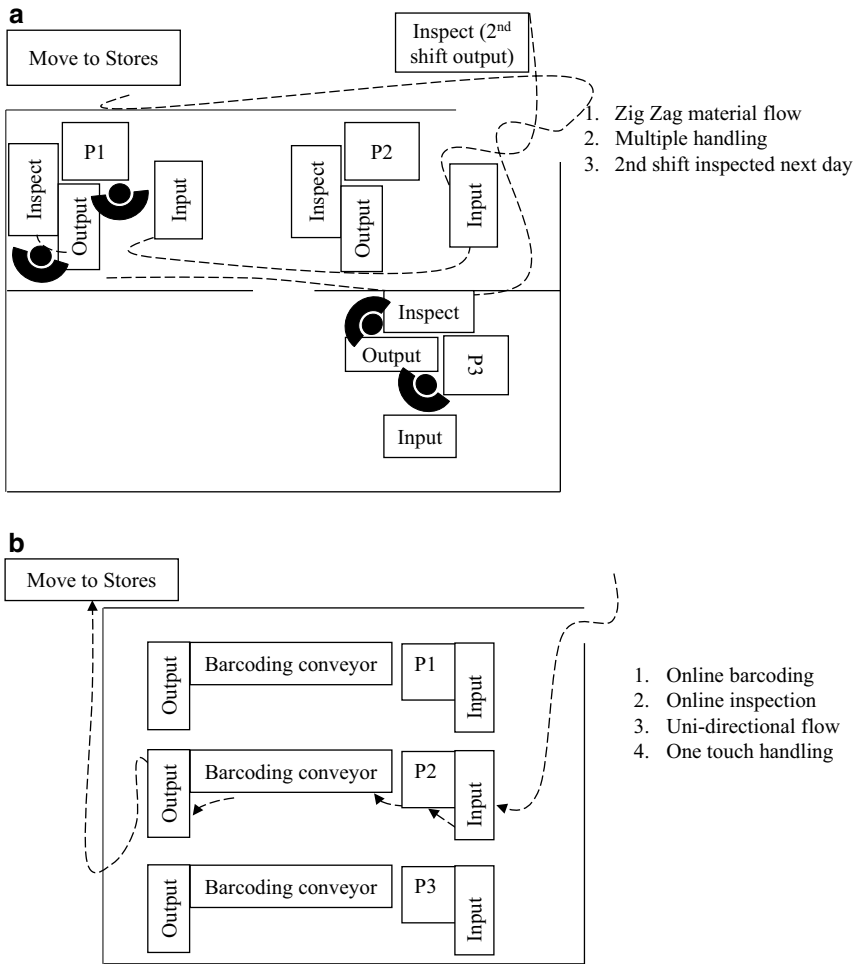 a
Move to Stores
Inspect (2nd
shift output)
1. Zig Zag material flow
2. Multiple handling
3. 2nd shift inspected next day
P1
Inspect
Output
Input
P2
Inspect
Output
Input
Inspect
Output
P3
Input
b
Move to Stores
Output
Barcoding conveyor
P1
Input
1. Online barcoding
2. Online inspection
3. Uni-directional flow
4. One touch handling
Output
Barcoding conveyor
P2
Input
Output
Barcoding conveyor
P3
Input